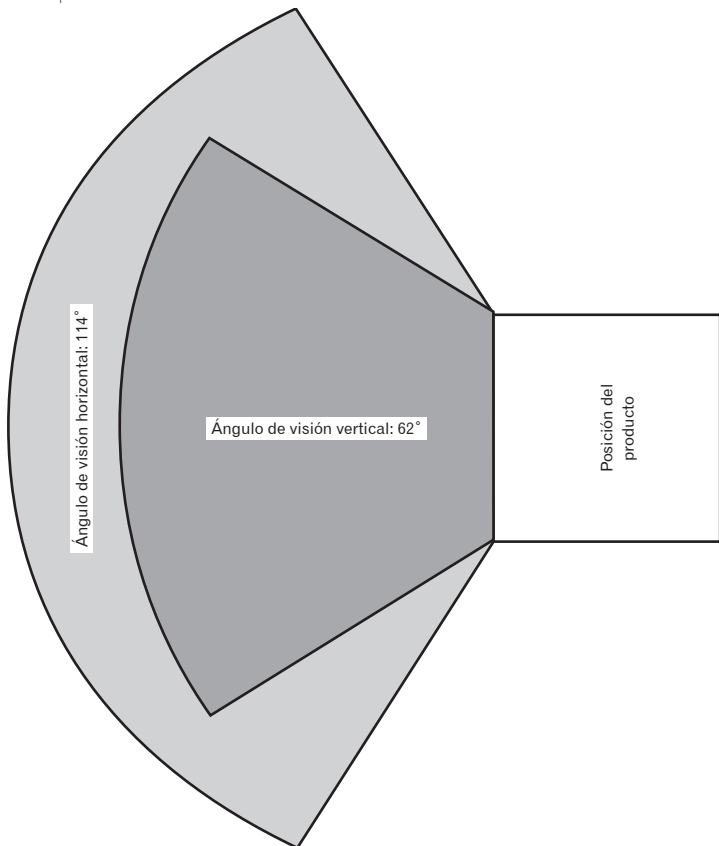 Ángulo de visión horizontal: 114°
Ángulo de visión vertical: 62°
Posición del
producto